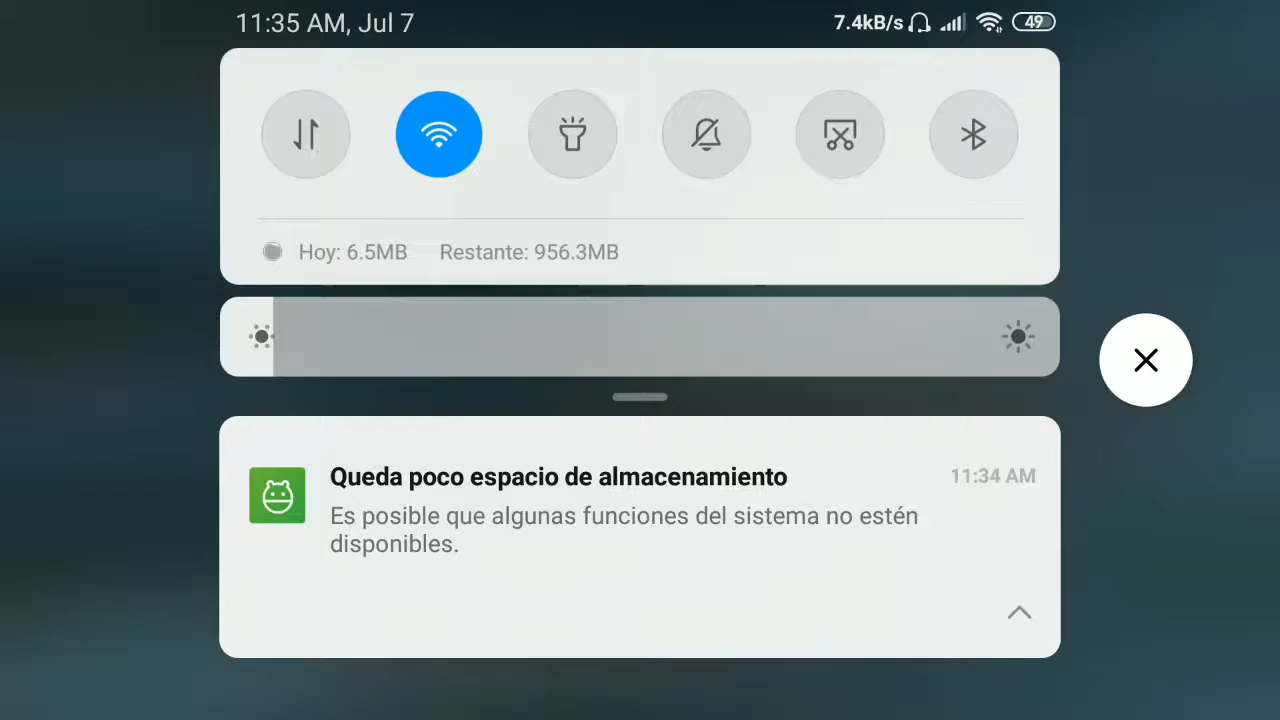 11:35 AM, Jul 7
7.4kB/s 49
Hoy: 6.5MB Restante: 956.3MB
Queda poco espacio de almacenamiento 11:34 AM
Es posible que algunas funciones del sistema no estén
disponibles.